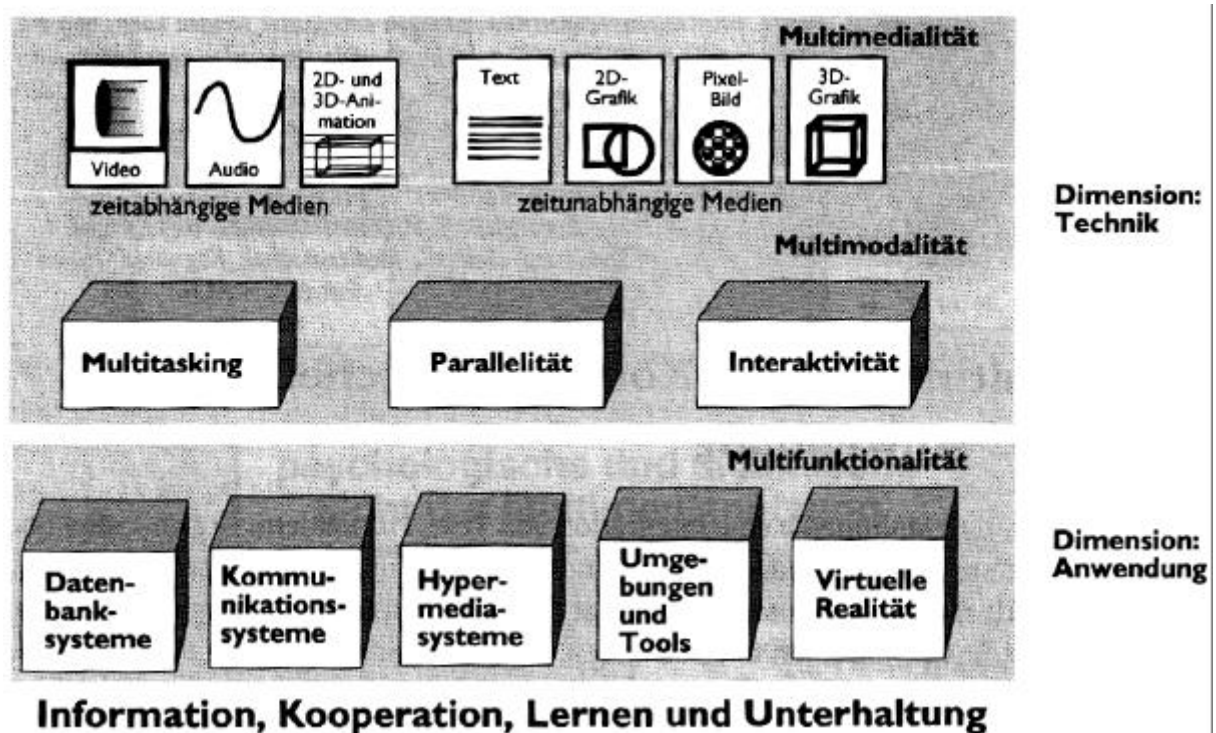 Multimedialität
Video
Audio
2D- und
3D-Ani-
mation
zeitabhängige Medien
Text
2D-
Grafik
Pixel-
Bild
3D-
Grafik
zeitunabhängige Medien
Dimension:
Technik
Multimodalität
Multitasking
Parallelität
Interaktivität
Multifunktionalität
Daten-
bank-
systeme
Kommu-
nikations-
systeme
Hyper-
media-
systeme
Umge-
bungen
und
Tools
Virtuelle
Realität
Dimension:
Anwendung
Information, Kooperation, Lernen und Unterhaltung